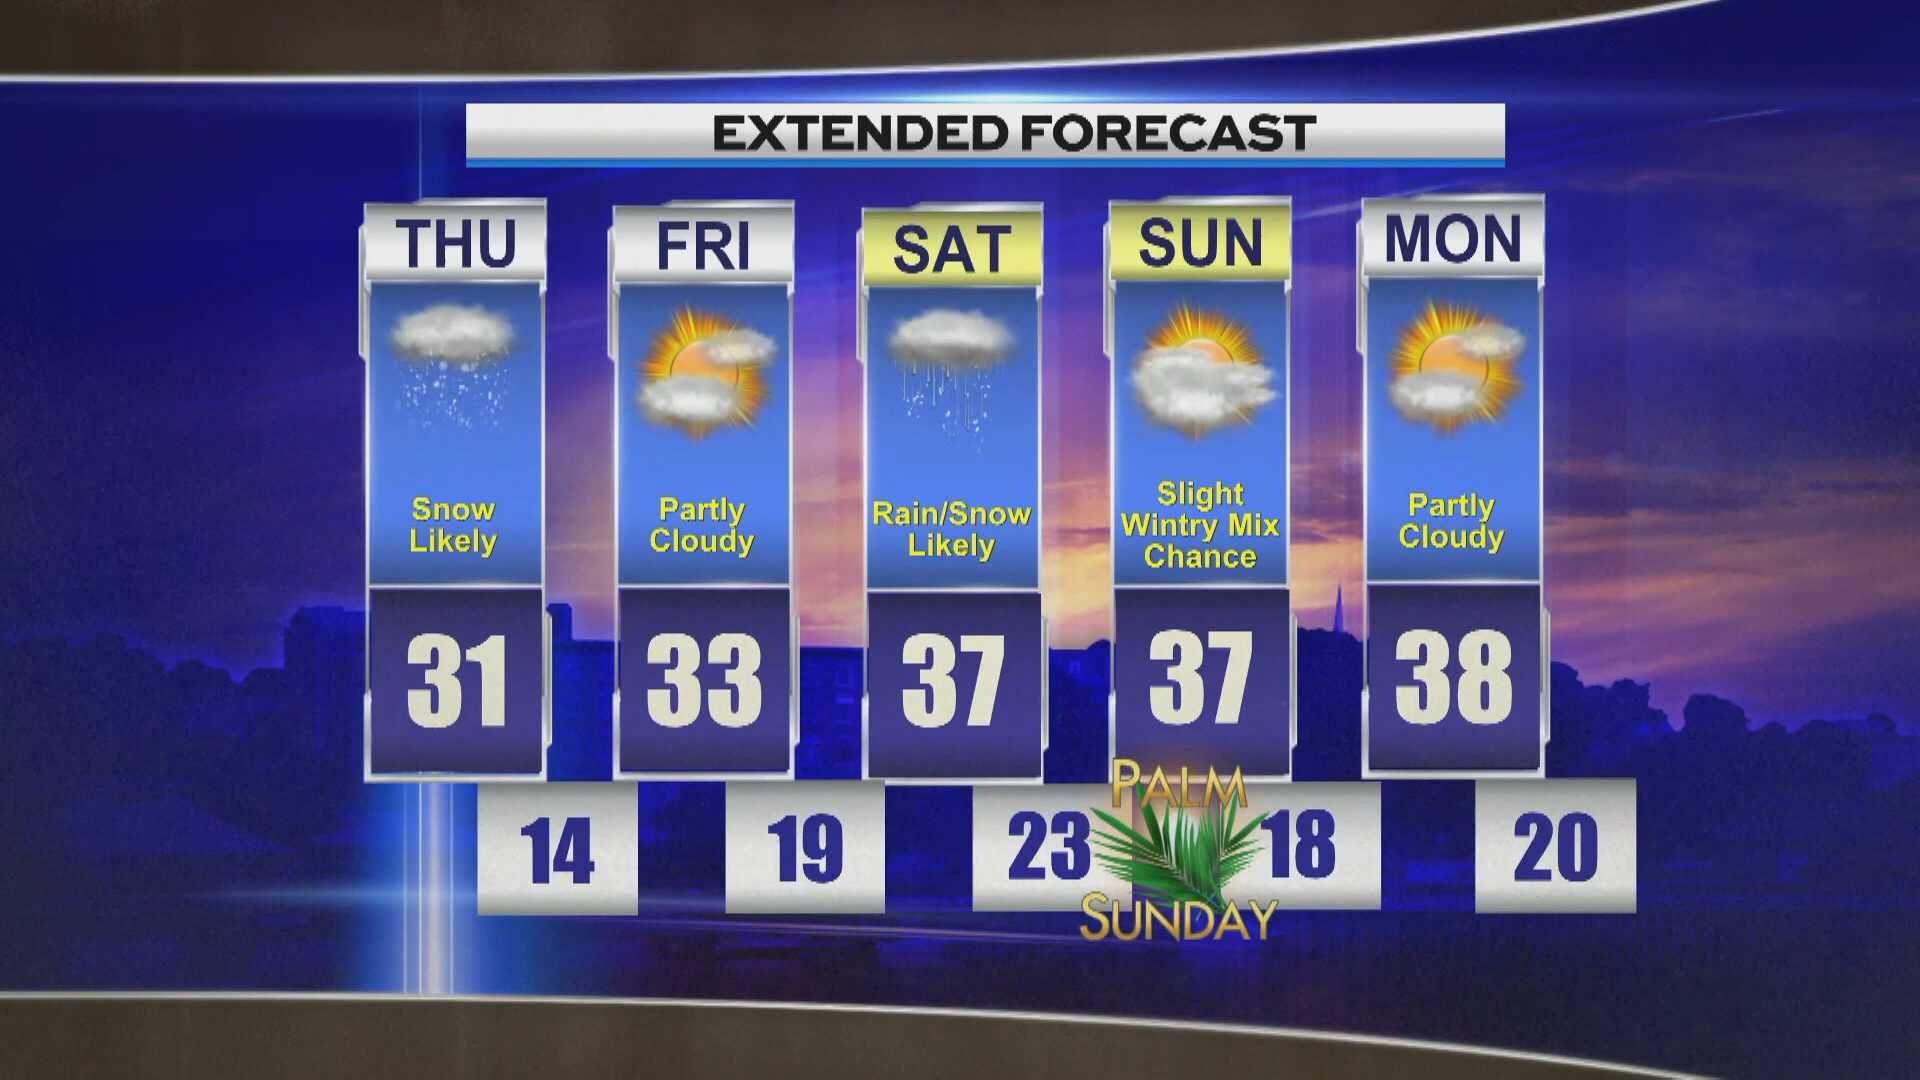 EXTENDED FORECAST
THU
FRI
SAT
SUN
MON
Snow
Likely
Partly
Cloudy
Rain/Snow
Likely
Slight
Wintry Mix
Chance
Partly
Cloudy
31
33
37
37
38
14
19
23
18
20
PALM
SUNDAY